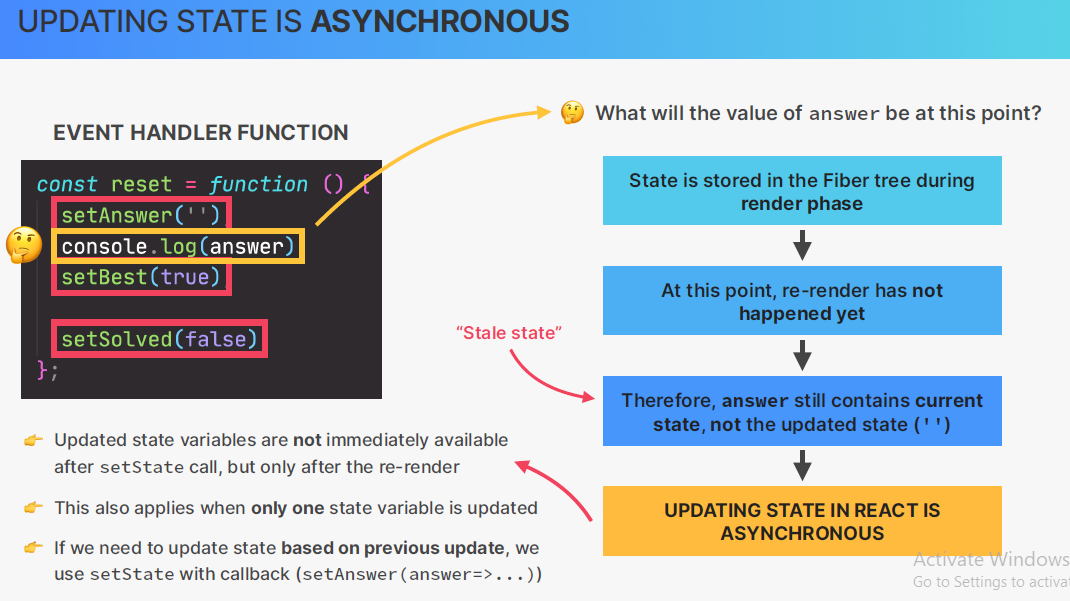 UPDATING STATE IS ASYNCHRONOUS
EVENT HANDLER FUNCTION
const reset = function () {
setAnswer('')
console.log(answer)
setBest(true)
setSolved(false)
};
👉 Updated state variables are not immediately available
after setState call, but only after the re-render
👉 This also applies when only one state variable is updated
👉 If we need to update state based on previous update, we
use setState with callback (setAnswer(answer=>...))
🤔 What will the value of answer be at this point?
State is stored in the Fiber tree during
render phase
At this point, re-render has not
happened yet
“Stale state”
Therefore, answer still contains current
state, not the updated state ('')
UPDATING STATE IN REACT IS
ASYNCHRONOUS
Activate Windows
Go to Settings to activa